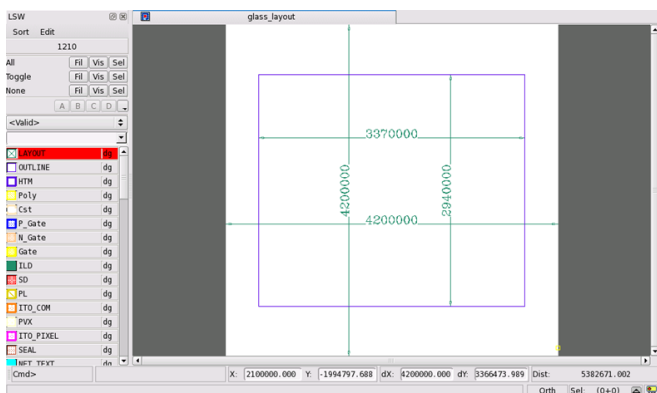 LSW
glass_layout
Sort Edit
1210
All Fil Vis Sel
Toggle Fil Vis Sel
None Fil Vis Sel
A B C D
<Valid>
LAYOUT dg
OUTLINE dg
HTM dg
Poly dg
Cst dg
P_Gate dg
N_Gate dg
Gate dg
ILD dg
SD dg
PL dg
ITO_COM dg
PVX dg
ITO_PIXEL dg
SEAL dg
NET_TEXT dg
3370000
4200000
2940000
4200000
Cmd>
X: 2100000.000 Y: -1994797.688 dX: 4200000.000 dY: 3366473.989 Dist: 5382671.002
Orth Sel: (0+0)